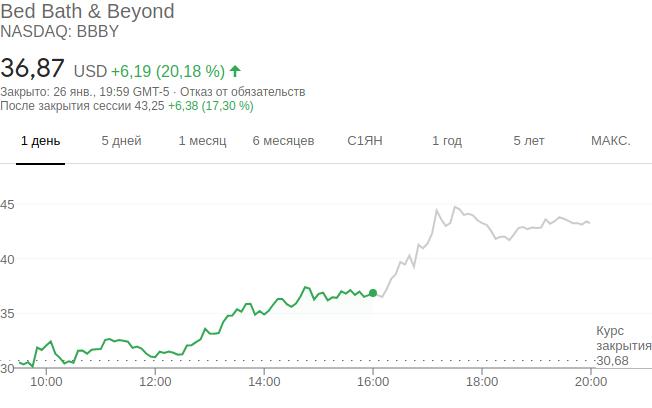 Bed Bath & Beyond
NASDAQ: BBBY
36,87 USD +6,19 (20,18 %)
Закрыто: 26 янв., 19:59 GMT-5 · Отказ от обязательств
После закрытия сессии 43,25 +6,38 (17,30 %)
1 день 5 дней 1 месяц 6 месяцев С1ЯН 1 год 5 лет МАКС.
45
40
35
Курс
закрытия
30 30,68
10:00 12:00 14:00 16:00 18:00 20:00